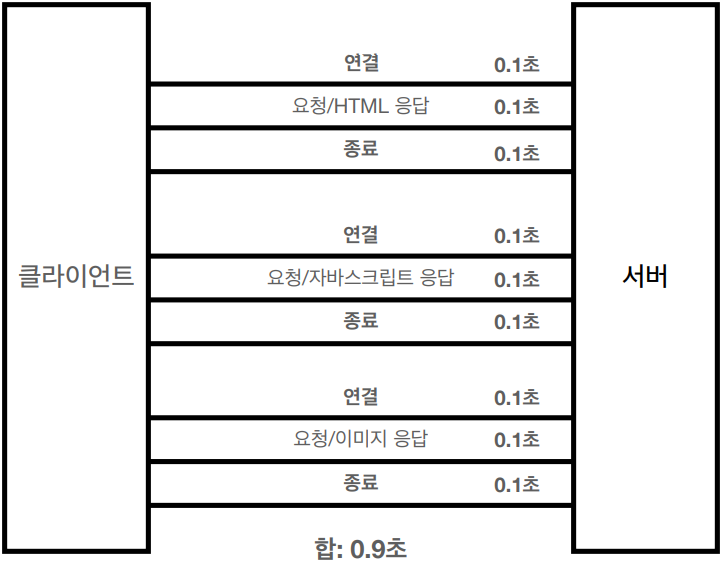 연결 0.1초
요청/HTML 응답 0.1초
종료 0.1초
연결 0.1초
클라이언트
요청/자바스크립트 응답 0.1초
서버
종료 0.1초
연결 0.1초
요청/이미지 응답 0.1초
종료 0.1초
합: 0.9초